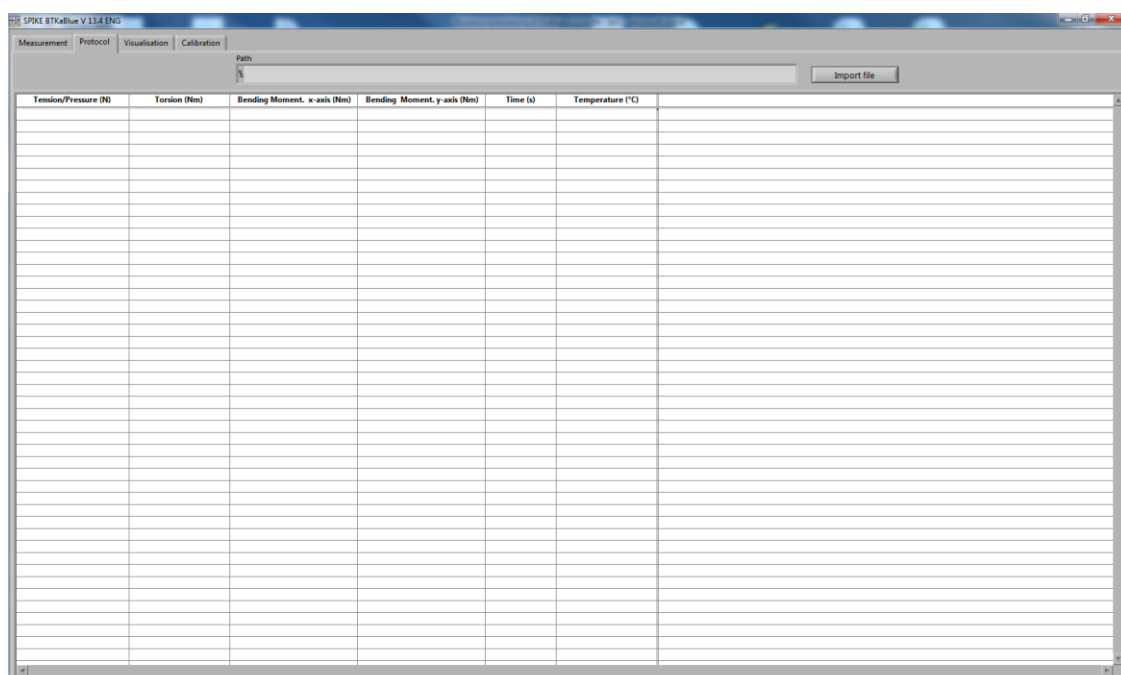 SPIKE BTKaBlue V 13.4 ENG
Measurement Protocol Visualisation Calibration
Path
Import file
Tension/Pressure (N) Torsion (Nm) Bending Moment. x-axis (Nm) Bending Moment. y-axis (Nm) Time (s) Temperature (°C)